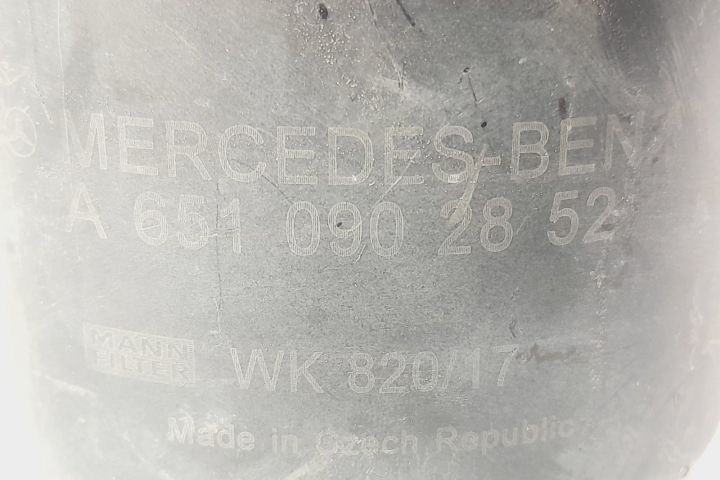 MERCEDES-BEN
A 651 090 28 52
MANN
FILTER
WK 820/17
Made in Czech Republic